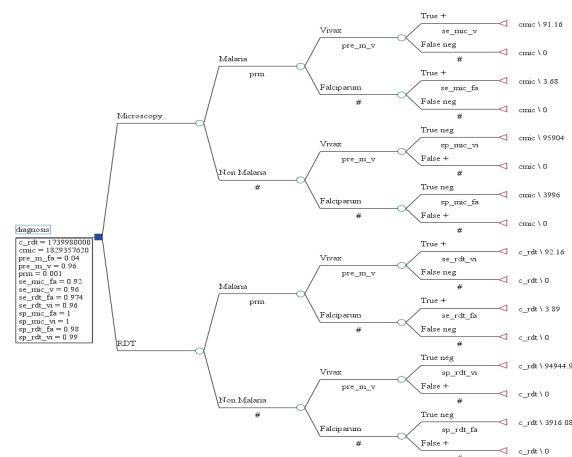 True +
Vivax
se_mic_v
cmic \ 91.16
pre_m_v
False neg
#
cmic \ 0
Malaria
prm
True +
Falciparum
se_mic_fa
cmic \ 3.68
#
False neg
#
cmic \ 0
Microscopy
True neg
Vivax
sp_mic_vi
cmic \ 95904
pre_m_v
False +
#
cmic \ 0
Non Malaria
#
True neg
Falciparum
sp_mic_fa
cmic \ 3996
#
False +
#
cmic \ 0
diagnosis
c_rdt = 1739980000
cmic = 1829357620
pre_m_fa = 0.04
pre_m_v = 0.96
prm = 0.001
se_mic_fa = 0.92
se_mic_v = 0.96
se_rdt_fa = 0.974
se_rdt_vi = 0.96
sp_mic_fa = 1
sp_mic_vi = 1
sp_rdt_fa = 0.98
sp_rdt_vi = 0.99
True +
Vivax
se_rdt_vi
c_rdt \ 92.16
pre_m_v
False neg
#
c_rdt \ 0
Malaria
prm
True +
Falciparum
se_rdt_fa
c_rdt \ 3.89
#
False neg
#
c_rdt \ 0
RDT
True neg
Vivax
sp_rdt_vi
c_rdt \ 94944.9
pre_m_v
False +
#
c_rdt \ 0
Non Malaria
#
True neg
Falciparum
sp_rdt_fa
c_rdt \ 3916.08
#
False +
#
c_rdt \ 0